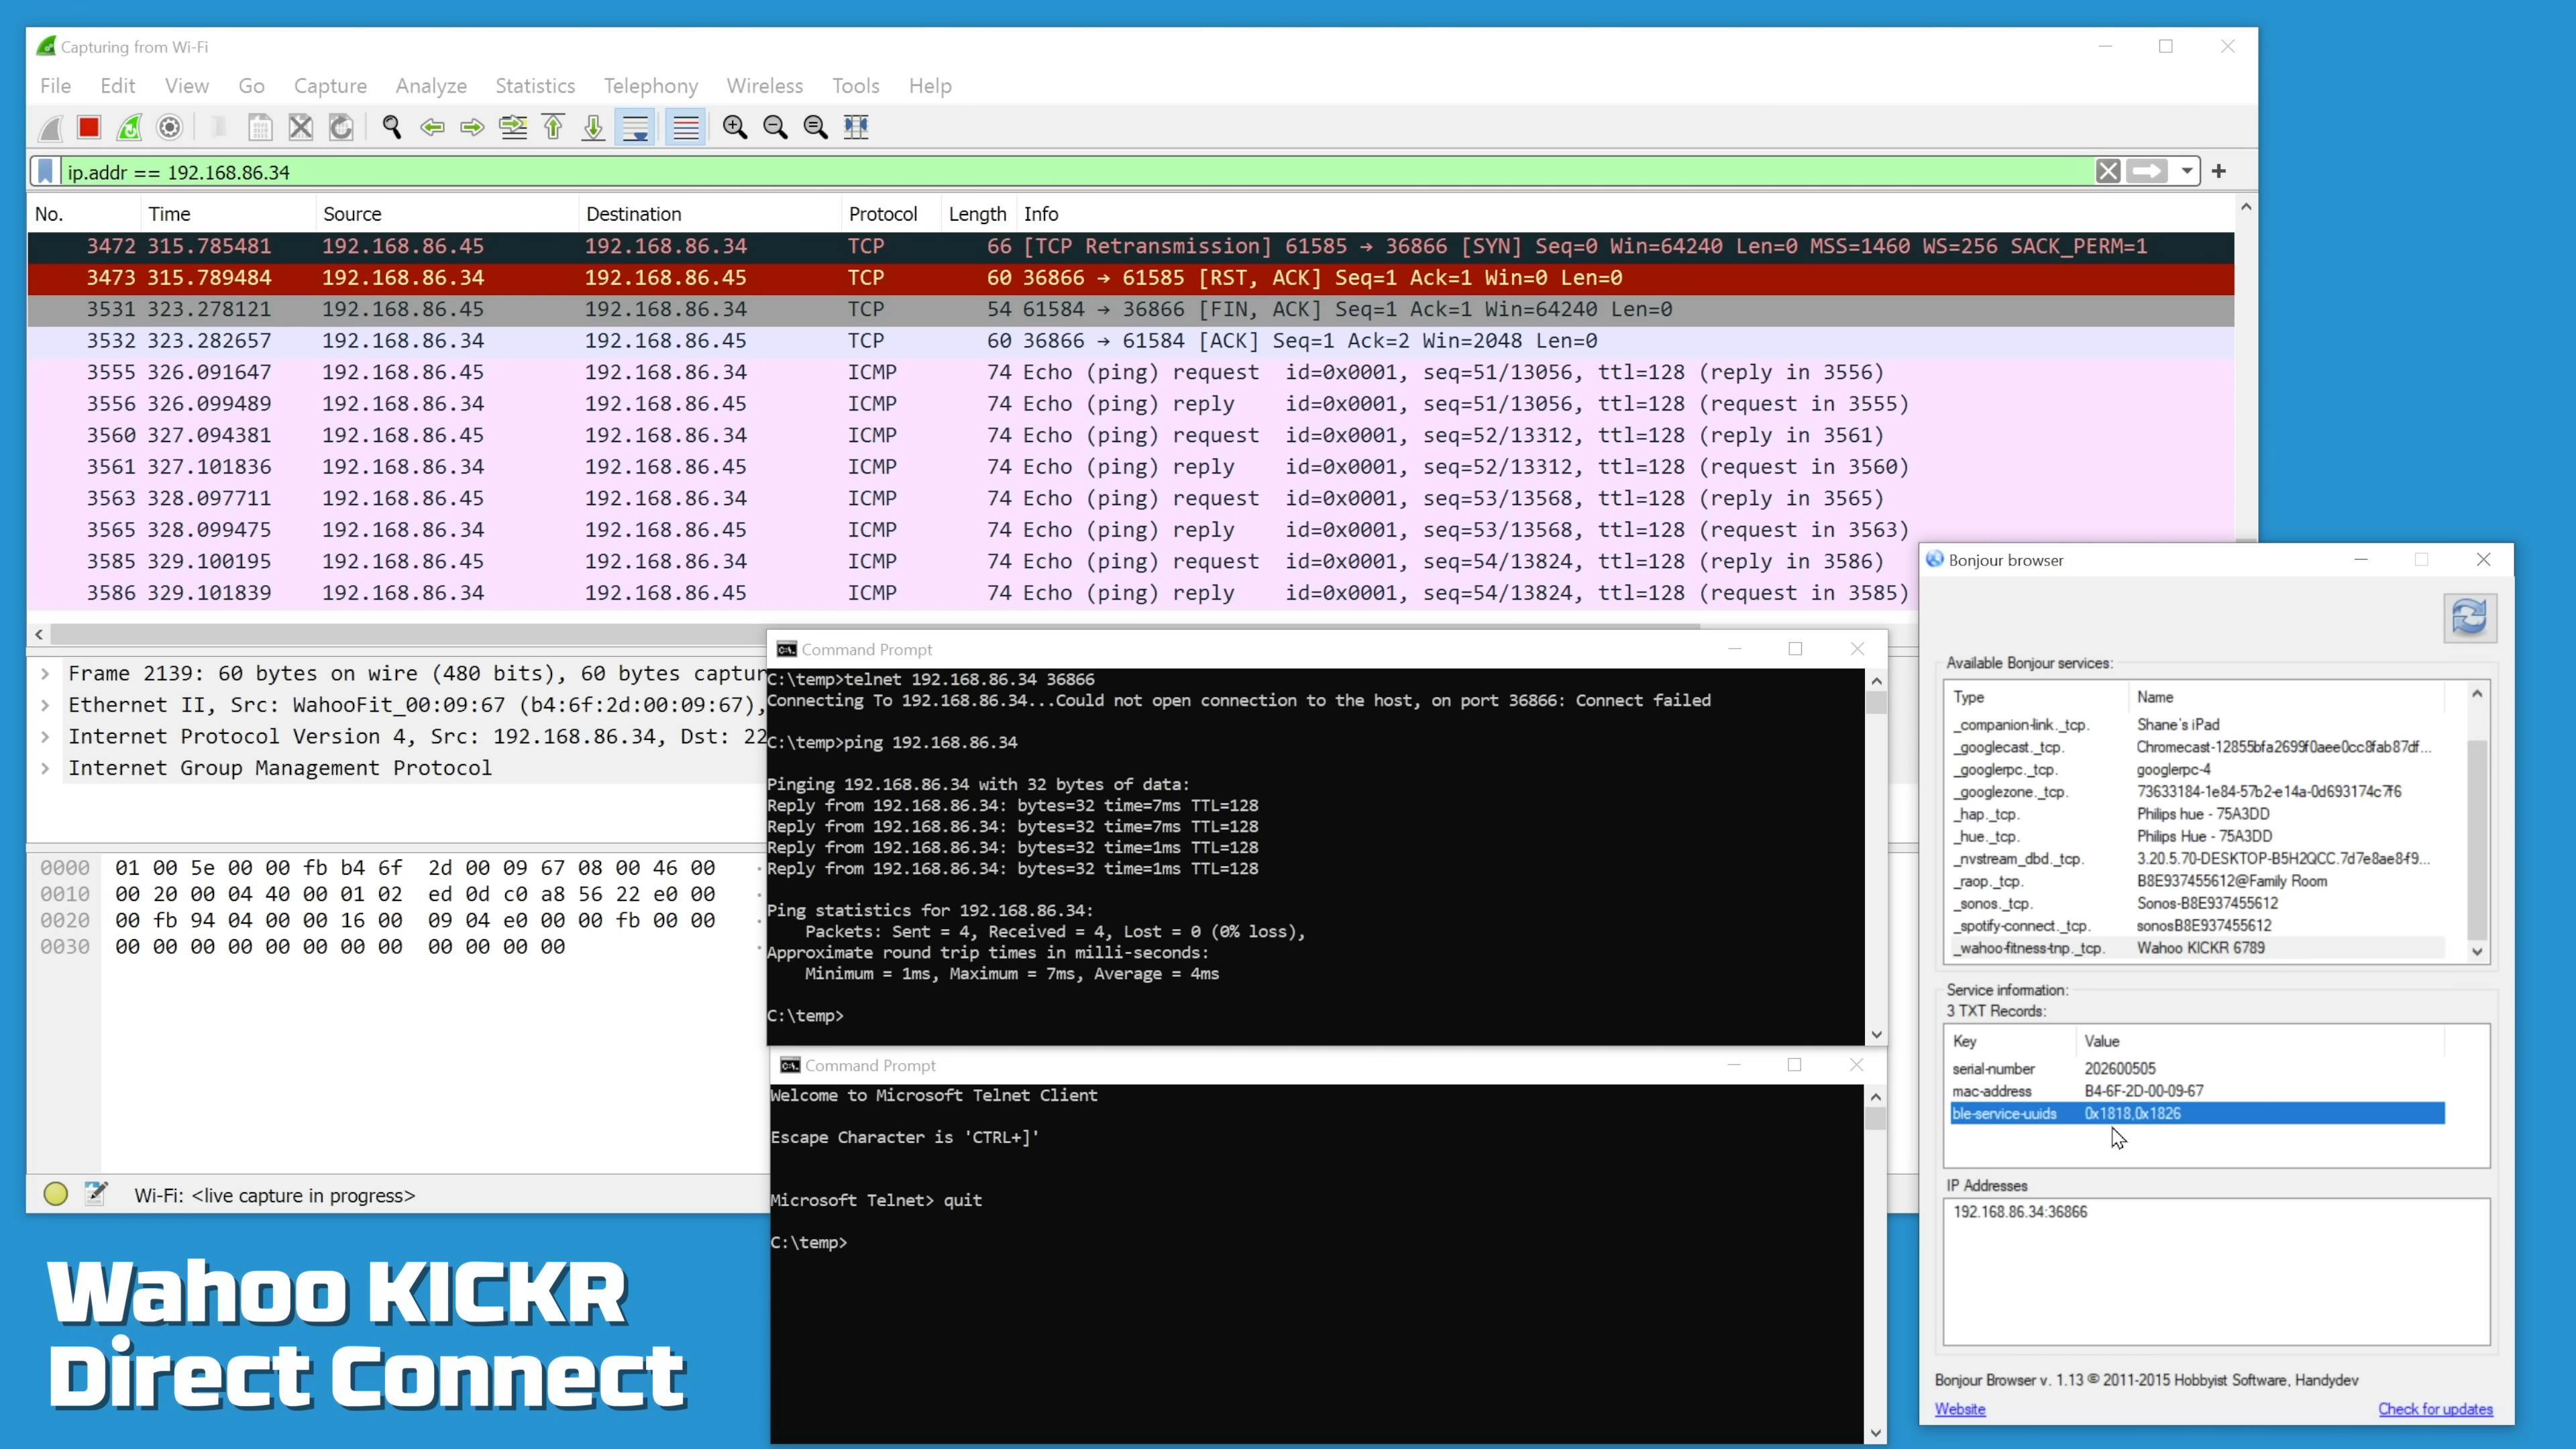 Capturing from Wi-Fi
File Edit View Go Capture Analyze Statistics Telephony Wireless Tools Help
ip.addr == 192.168.86.34
No. Time Source Destination Protocol Length Info
3472 315.785481 192.168.86.45 192.168.86.34 TCP 66 [TCP Retransmission] 61585 → 36866 [SYN] Seq=0 Win=64240 Len=0 MSS=1460 WS=256 SACK_PERM=1
3473 315.789484 192.168.86.34 192.168.86.45 TCP 60 36866 → 61585 [RST, ACK] Seq=1 Ack=1 Win=0 Len=0
3531 323.278121 192.168.86.45 192.168.86.34 TCP 54 61584 → 36866 [FIN, ACK] Seq=1 Ack=1 Win=64240 Len=0
3532 323.282657 192.168.86.34 192.168.86.45 TCP 60 36866 → 61584 [ACK] Seq=1 Ack=2 Win=2048 Len=0
3555 326.091647 192.168.86.45 192.168.86.34 ICMP 74 Echo (ping) request id=0x0001, seq=51/13056, ttl=128 (reply in 3556)
3556 326.099489 192.168.86.34 192.168.86.45 ICMP 74 Echo (ping) reply id=0x0001, seq=51/13056, ttl=128 (request in 3555)
3560 327.094381 192.168.86.45 192.168.86.34 ICMP 74 Echo (ping) request id=0x0001, seq=52/13312, ttl=128 (reply in 3561)
3561 327.101836 192.168.86.34 192.168.86.45 ICMP 74 Echo (ping) reply id=0x0001, seq=52/13312, ttl=128 (request in 3560)
3563 328.097711 192.168.86.45 192.168.86.34 ICMP 74 Echo (ping) request id=0x0001, seq=53/13568, ttl=128 (reply in 3565)
3565 328.099475 192.168.86.34 192.168.86.45 ICMP 74 Echo (ping) reply id=0x0001, seq=53/13568, ttl=128 (request in 3563)
3585 329.100195 192.168.86.45 192.168.86.34 ICMP 74 Echo (ping) request id=0x0001, seq=54/13824, ttl=128 (reply in 3586)
3586 329.101839 192.168.86.34 192.168.86.45 ICMP 74 Echo (ping) reply id=0x0001, seq=54/13824, ttl=128 (request in 3585)
Frame 2139: 60 bytes on wire (480 bits), 60 bytes captur
Ethernet II, Src: WahooFit_00:09:67 (b4:6f:2d:00:09:67),
Internet Protocol Version 4, Src: 192.168.86.34, Dst: 22
Internet Group Management Protocol
0000 01 00 5e 00 00 fb b4 6f 2d 00 09 67 08 00 46 00
0010 00 20 00 04 40 00 01 02 ed 0d c0 a8 56 22 e0 00
0020 00 fb 94 04 00 00 16 00 09 04 e0 00 00 fb 00 00
0030 00 00 00 00 00 00 00 00 00 00 00 00
Wi-Fi: <live capture in progress>
Command Prompt
C:\temp>telnet 192.168.86.34 36866
Connecting To 192.168.86.34...Could not open connection to the host, on port 36866: Connect failed
C:\temp>ping 192.168.86.34
Pinging 192.168.86.34 with 32 bytes of data:
Reply from 192.168.86.34: bytes=32 time=7ms TTL=128
Reply from 192.168.86.34: bytes=32 time=7ms TTL=128
Reply from 192.168.86.34: bytes=32 time=1ms TTL=128
Reply from 192.168.86.34: bytes=32 time=1ms TTL=128
Ping statistics for 192.168.86.34:
Packets: Sent = 4, Received = 4, Lost = 0 (0% loss),
Approximate round trip times in milli-seconds:
Minimum = 1ms, Maximum = 7ms, Average = 4ms
C:\temp>
Command Prompt
Welcome to Microsoft Telnet Client
Escape Character is 'CTRL+]'
Microsoft Telnet> quit
C:\temp>
Bonjour browser
Available Bonjour services:
Type Name
_companion-link._tcp. Shane's iPad
_googlecast._tcp. Chromecast-12855bfa2699f0aee0cc8fab87df...
_googlerpc._tcp. googlerpc-4
_googlezone._tcp. 73633184-1e84-57b2-e14a-0d693174c7f6
_hap._tcp. Philips hue - 75A3DD
_hue._tcp. Philips Hue - 75A3DD
_nvstream_dbd._tcp. 3.20.5.70-DESKTOP-B5H2QCC.7d7e8ae8-f9...
_raop._tcp. B8E937455612@Family Room
_sonos._tcp. Sonos-B8E937455612
_spotify-connect._tcp. sonosB8E937455612
_wahoo-fitness-tnp._tcp. Wahoo KICKR 6789
Service information:
3 TXT Records:
Key Value
serial-number 202600505
mac-address B4-6F-2D-00-09-67
ble-service-uuids 0x1818,0x1826
IP Addresses
192.168.86.34:36866
Bonjour Browser v. 1.13 © 2011-2015 Hobbyist Software, Handydev
Website Check for updates
Wahoo KICKR
Direct Connect